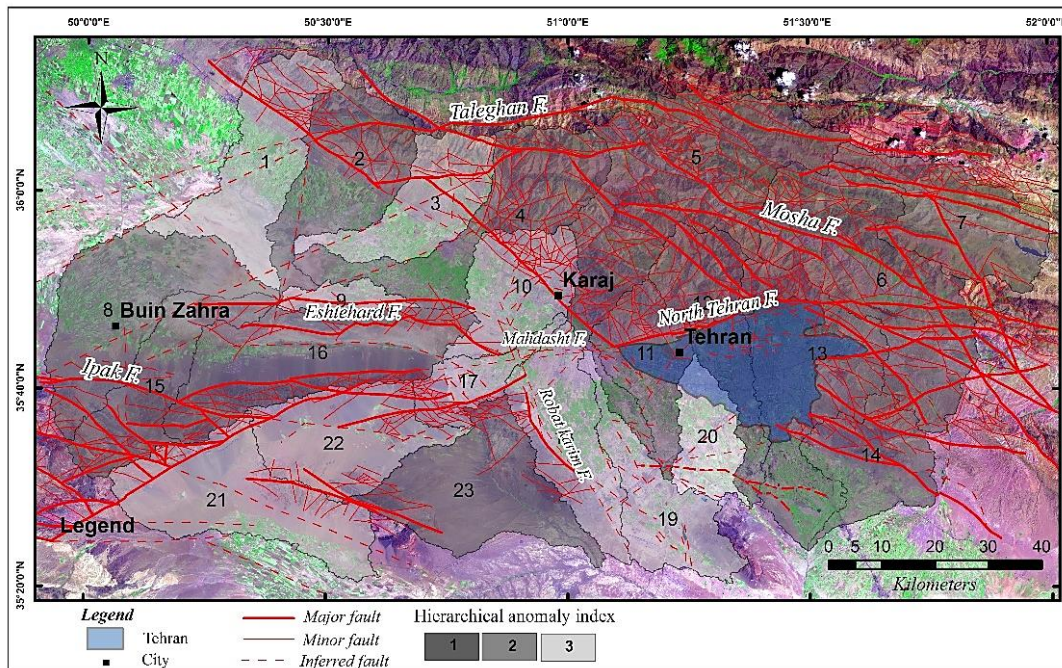 50°0'0"E 50°30'0"E 51°0'0"E 51°30'0"E 52°0'0"E
N
36°0'0"N
35°40'0"N
35°20'0"N
Taleghan F.
1
2
5
3
4
7
Mosha F.
6
10
Karaj
9
8
Buin Zahra
Eshtehard F.
North Tehran F.
Mahdasht F.
Tehran
16
11
13
Ipak F.
15
17
Robat karim F.
20
22
14
23
21
19
Legend
0 5 10 20 30 40
Kilometers
Legend
Tehran
City
Major fault
Minor fault
Inferred fault
Hierarchical anomaly index
1 2 3